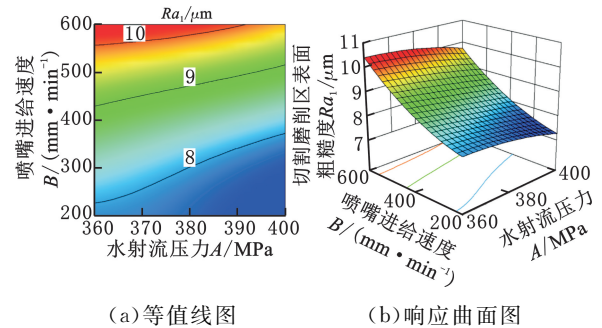 Ra₁/μm
10
9
8
600
500
400
300
200
喷嘴进给速度
B/(mm·min⁻¹)
360 370 380 390 400
水射流压力A/MPa
(a)等值线图
切割磨削区表面
粗糙度Ra₁/μm
11
10
9
8
7
600
400
200
喷嘴进给速度
B/(mm·min⁻¹)
360
380
400
水射流压力
A/MPa
(b)响应曲面图